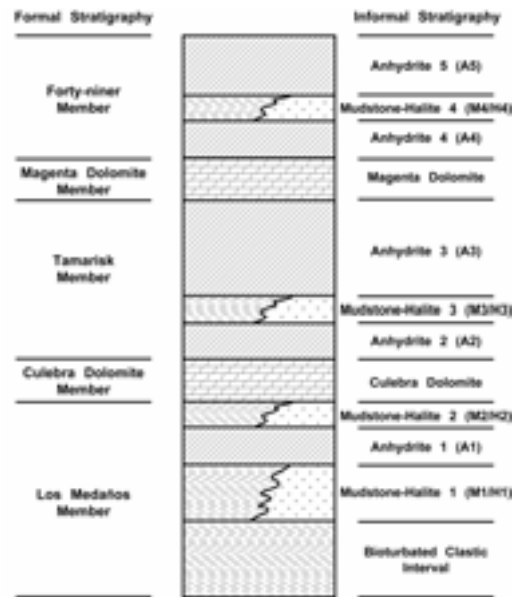 Formal Stratigraphy
Informal Stratigraphy
Forty-niner
Member
Magenta Dolomite
Member
Tamarisk
Member
Culebra Dolomite
Member
Los Medaños
Member
Anhydrite 5 (A5)
Mudstone-Halite 4 (M4/H4)
Anhydrite 4 (A4)
Magenta Dolomite
Anhydrite 3 (A3)
Mudstone-Halite 3 (M3/H3)
Anhydrite 2 (A2)
Culebra Dolomite
Mudstone-Halite 2 (M2/H2)
Anhydrite 1 (A1)
Mudstone-Halite 1 (M1/H1)
Bioturbated Clastic
Interval